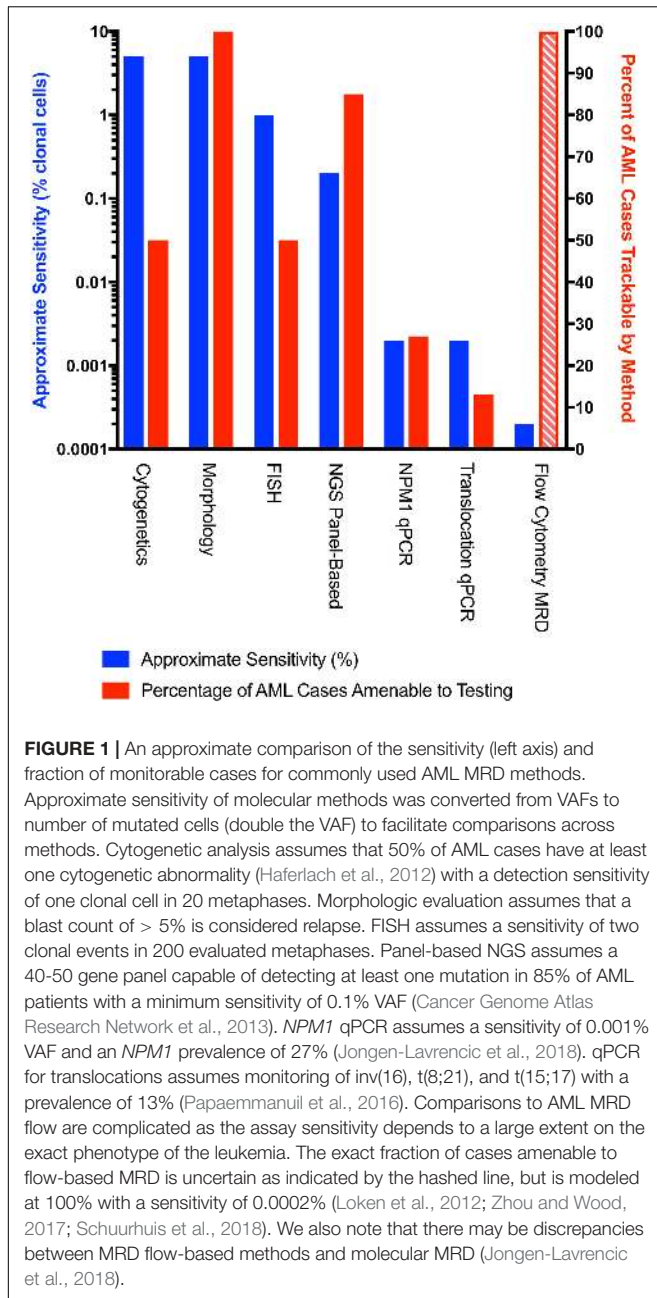 10
1
0.1
0.01
0.001
0.0001
Approximate Sensitivity (% clonal cells)
100
90
80
70
60
50
40
30
20
10
0
Percent of AML Cases Trackable by Method
Cytogenetics
Morphology
FISH
NGS Panel-Based
NPM1 qPCR
Translocation qPCR
Flow Cytometry MRD
Approximate Sensitivity (%)
Percentage of AML Cases Amenable to Testing
FIGURE 1 | An approximate comparison of the sensitivity (left axis) and
fraction of monitorable cases for commonly used AML MRD methods.
Approximate sensitivity of molecular methods was converted from VAFs to
number of mutated cells (double the VAF) to facilitate comparisons across
methods. Cytogenetic analysis assumes that 50% of AML cases have at least
one cytogenetic abnormality (Haferlach et al., 2012) with a detection sensitivity
of one clonal cell in 20 metaphases. Morphologic evaluation assumes that a
blast count of > 5% is considered relapse. FISH assumes a sensitivity of two
clonal events in 200 evaluated metaphases. Panel-based NGS assumes a
40-50 gene panel capable of detecting at least one mutation in 85% of AML
patients with a minimum sensitivity of 0.1% VAF (Cancer Genome Atlas
Research Network et al., 2013). NPM1 qPCR assumes a sensitivity of 0.001%
VAF and an NPM1 prevalence of 27% (Jongen-Lavrencic et al., 2018). qPCR
for translocations assumes monitoring of inv(16), t(8;21), and t(15;17) with a
prevalence of 13% (Papaemmanuil et al., 2016). Comparisons to AML MRD
flow are complicated as the assay sensitivity depends to a large extent on the
exact phenotype of the leukemia. The exact fraction of cases amenable to
flow-based MRD is uncertain as indicated by the hashed line, but is modeled
at 100% with a sensitivity of 0.0002% (Loken et al., 2012; Zhou and Wood,
2017; Schuurhuis et al., 2018). We also note that there may be discrepancies
between MRD flow-based methods and molecular MRD (Jongen-Lavrencic
et al., 2018).